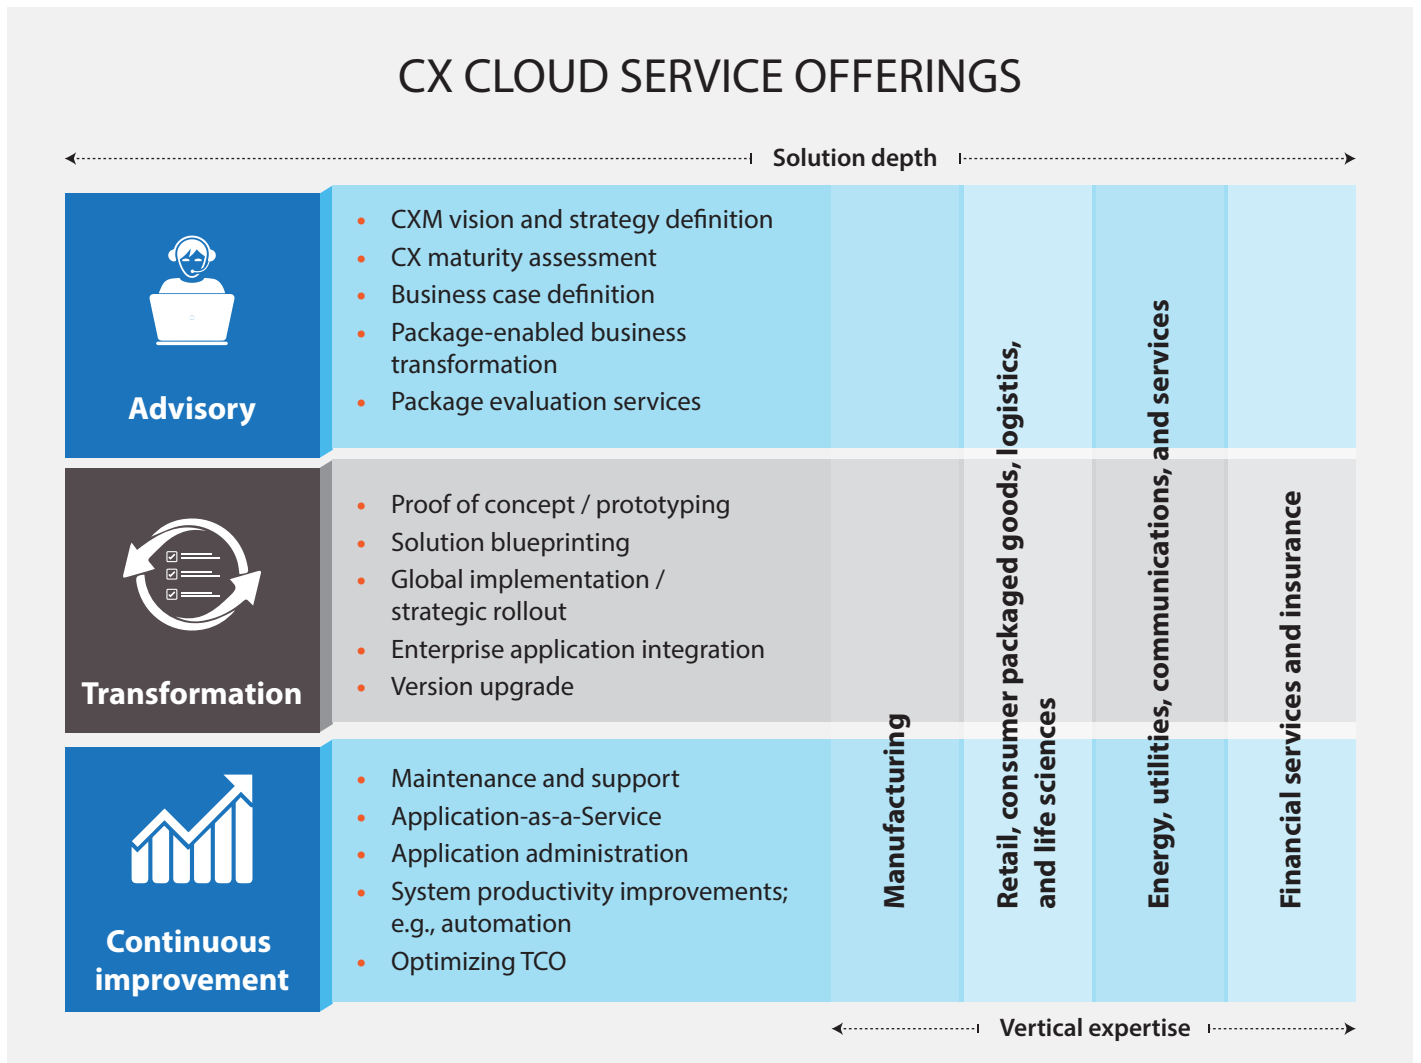 CX CLOUD SERVICE OFFERINGS
Solution depth
Advisory
• CXM vision and strategy definition
• CX maturity assessment
• Business case definition
• Package-enabled business
transformation
• Package evaluation services
Transformation
• Proof of concept / prototyping
• Solution blueprinting
• Global implementation /
strategic rollout
• Enterprise application integration
• Version upgrade
Continuous
improvement
• Maintenance and support
• Application-as-a-Service
• Application administration
• System productivity improvements;
e.g., automation
• Optimizing TCO
Manufacturing
Retail, consumer packaged goods, logistics,
and life sciences
Energy, utilities, communications, and services
Financial services and insurance
Vertical expertise